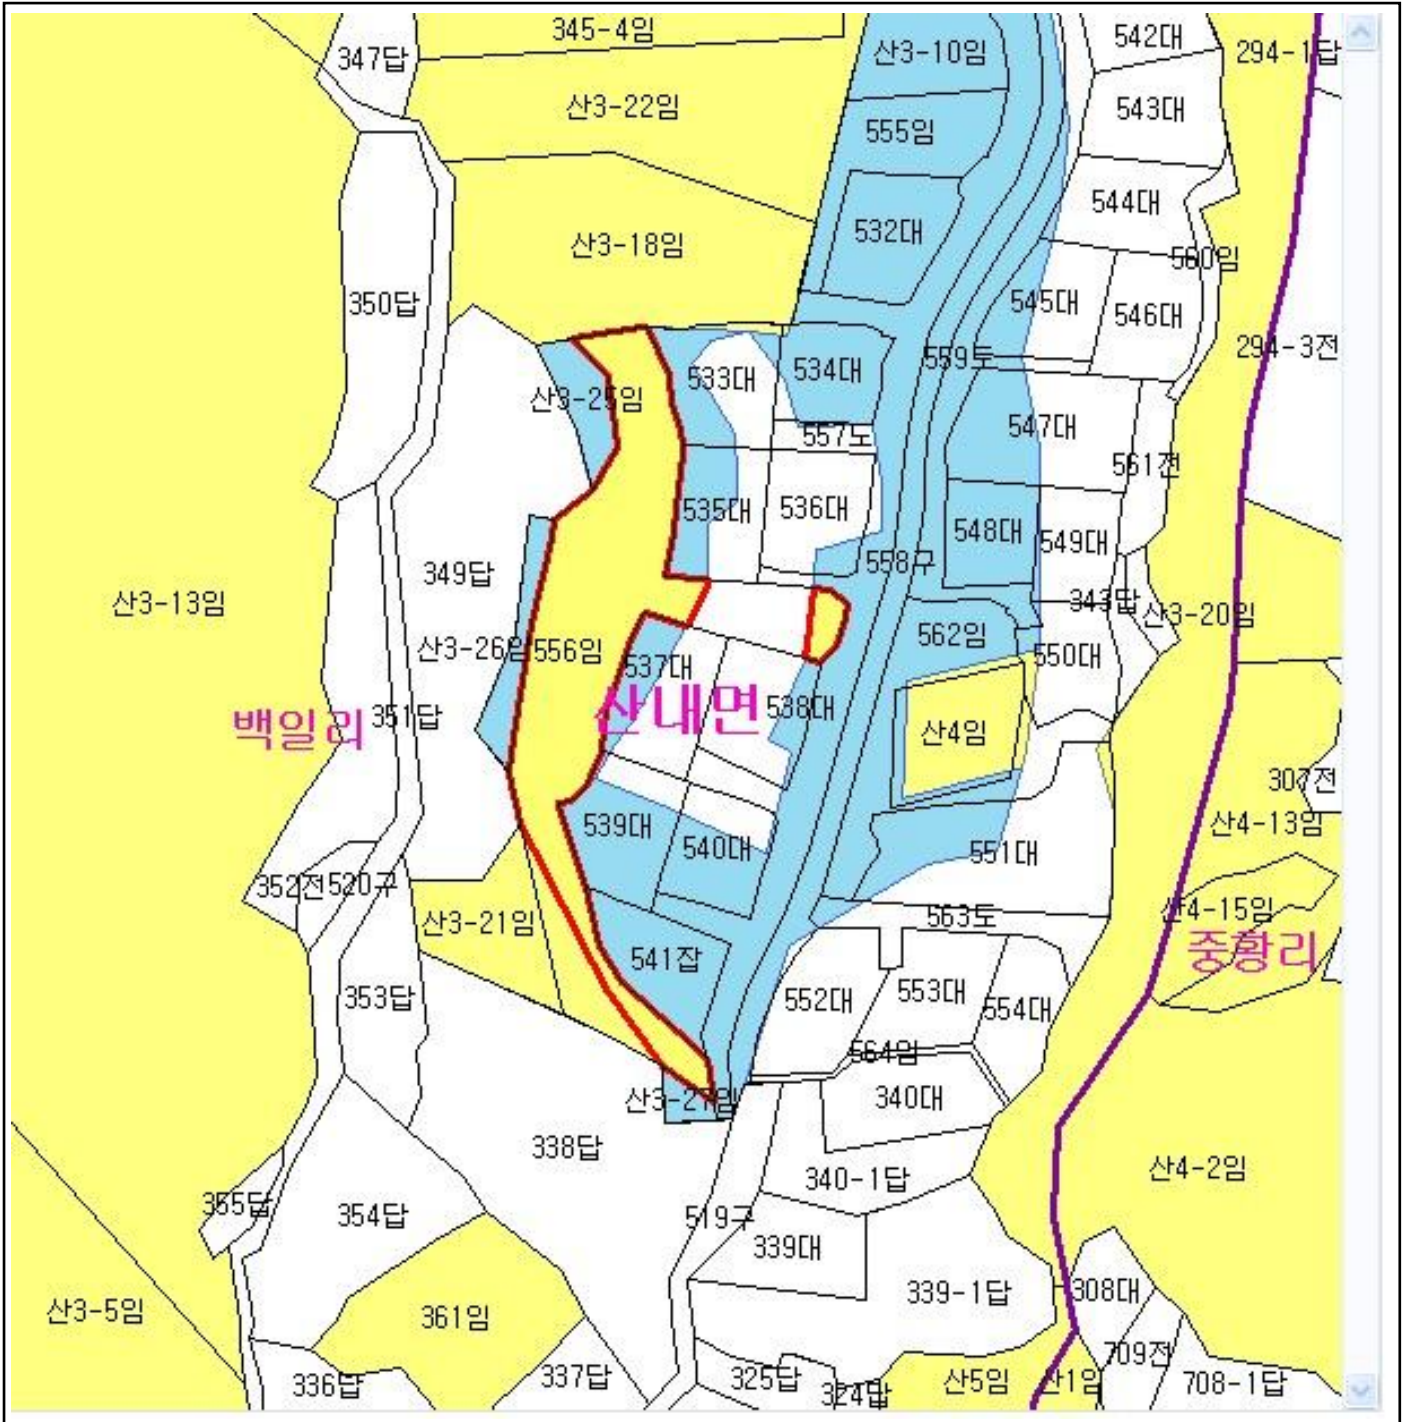 345-4임
347답
산3-10임
542대
294-1답
산3-22임
555임
543대
544대
산3-18임
532대
560임
350답
545대
546대
559도
294-3전
533대
534대
산3-25임
557도
547대
561전
535대
536대
548대
549대
558구
349답
산3-13임
343답
산3-20임
산3-26임
556임
537대
562임
550대
산내면
538대
351답
백일리
산4임
307전
539대
540대
산4-13임
551대
352전
520구
산3-21임
563도
산4-15임
중황리
541잡
353답
552대
553대
554대
564임
산3-27임
340대
338답
340-1답
산4-2임
355답
354답
519구
339대
339-1답
308대
산3-5임
361임
709전
336답
337답
325답
324답
산5임
산1임
708-1답